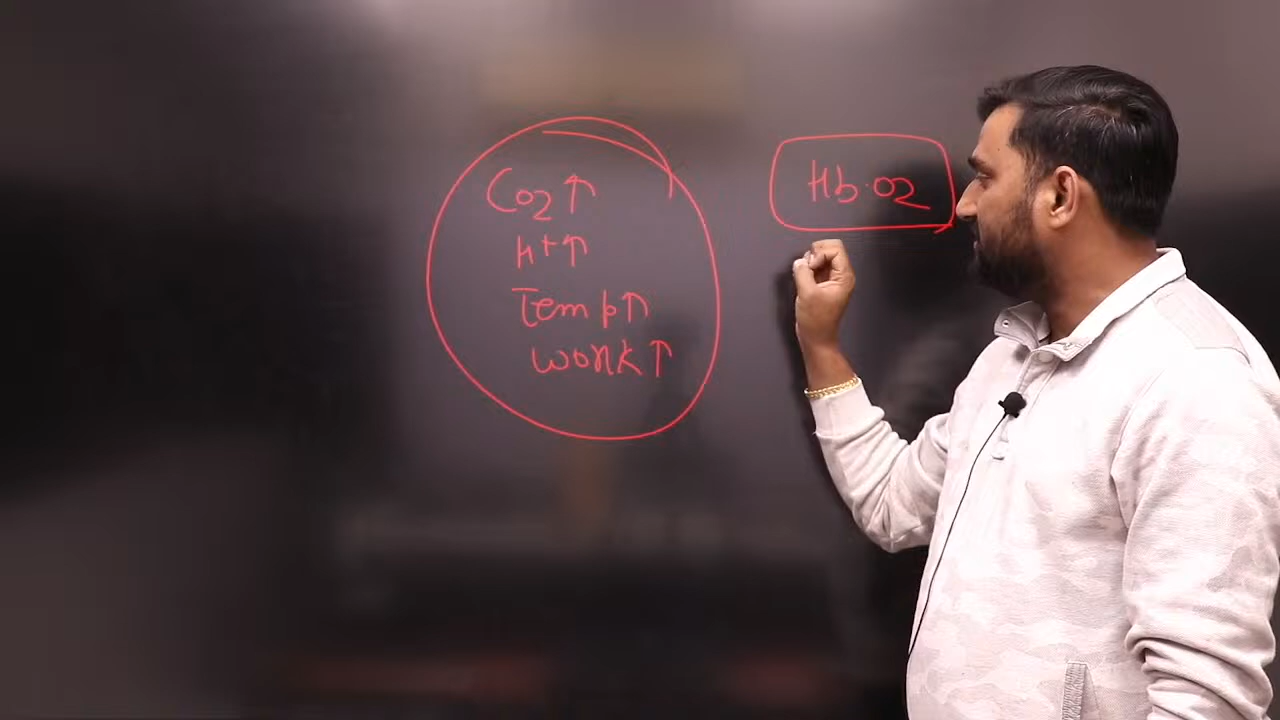 CO2↑
H+↑
Temp↑
work↑
Hb·O2